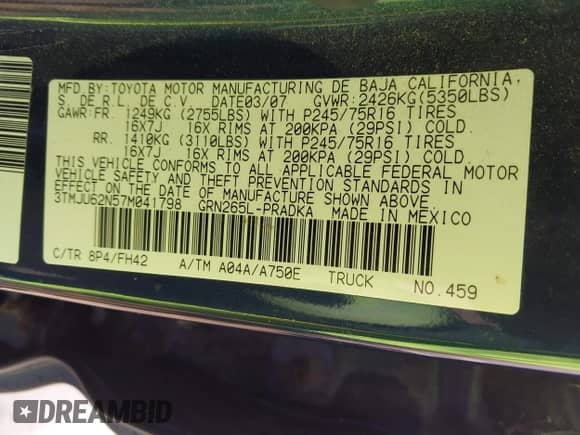 MFD.BY:TOYOTA MOTOR MANUFACTURING DE BAJA CALIFORNIA,
S. DE R.L. DE C.V. DATE03/07 GVWR:2426KG(5350LBS)
GAWR:FR. 1249KG (2755LBS) WITH P245/75R16 TIRES
16X7J 16X RIMS AT 200KPA (29PSI) COLD.
RR. 1410KG (3110LBS) WITH P245/75R16 TIRES
16X7J 16X RIMS AT 200KPA (29PSI) COLD.
THIS VEHICLE CONFORMS TO ALL APPLICABLE FEDERAL MOTOR
VEHICLE SAFETY AND THEFT PREVENTION STANDARDS IN
EFFECT ON THE DATE OF MANUFACTURE SHOWN ABOVE.
3TMJU62N57M041798 GRN265L-PRADKA MADE IN MEXICO
C/TR 8P4/FH42 A/TM A04A/A750E TRUCK NO.459
DREAMBID